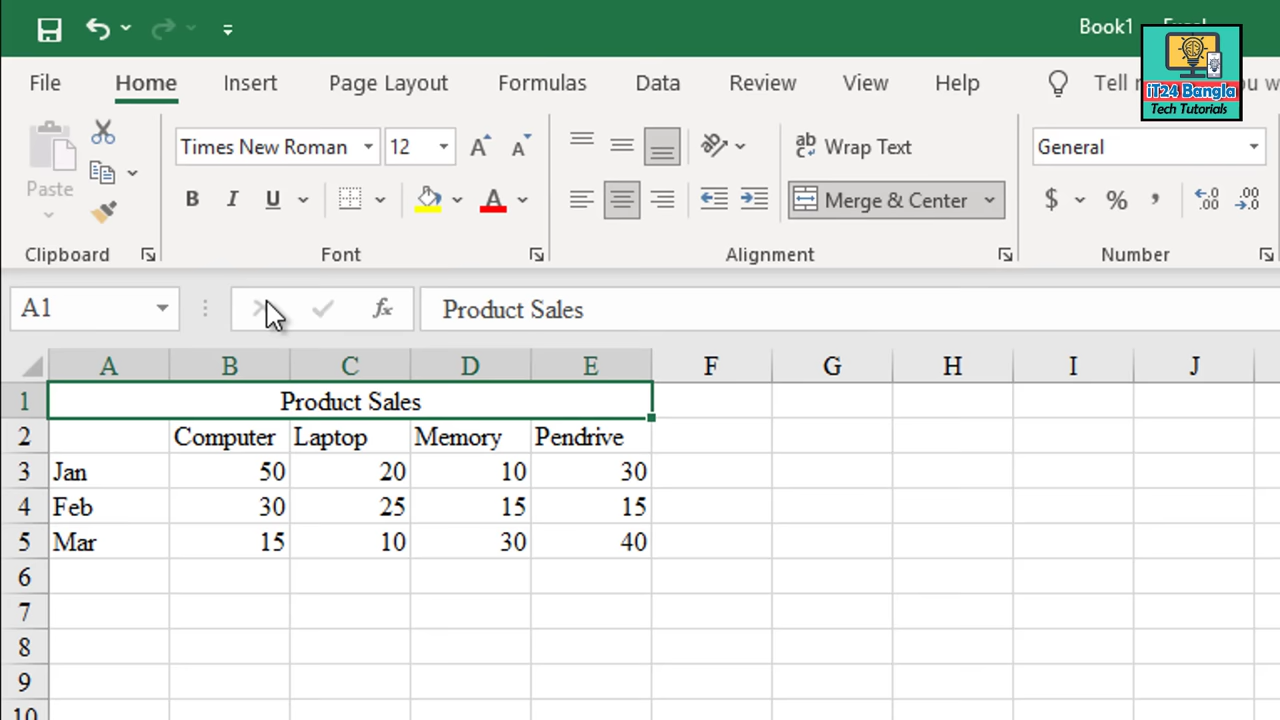 Book1 - Excel
iT24 Bangla
Tech Tutorials
File Home Insert Page Layout Formulas Data Review View Help Tell
Paste
Times New Roman 12
Wrap Text
General
B I U A
Merge & Center
$ % ,
Clipboard Font Alignment Number
A1 fx Product Sales
A B C D E F G H I J
1 Product Sales
2 Computer Laptop Memory Pendrive
3 Jan 50 20 10 30
4 Feb 30 25 15 15
5 Mar 15 10 30 40
6
7
8
9
10